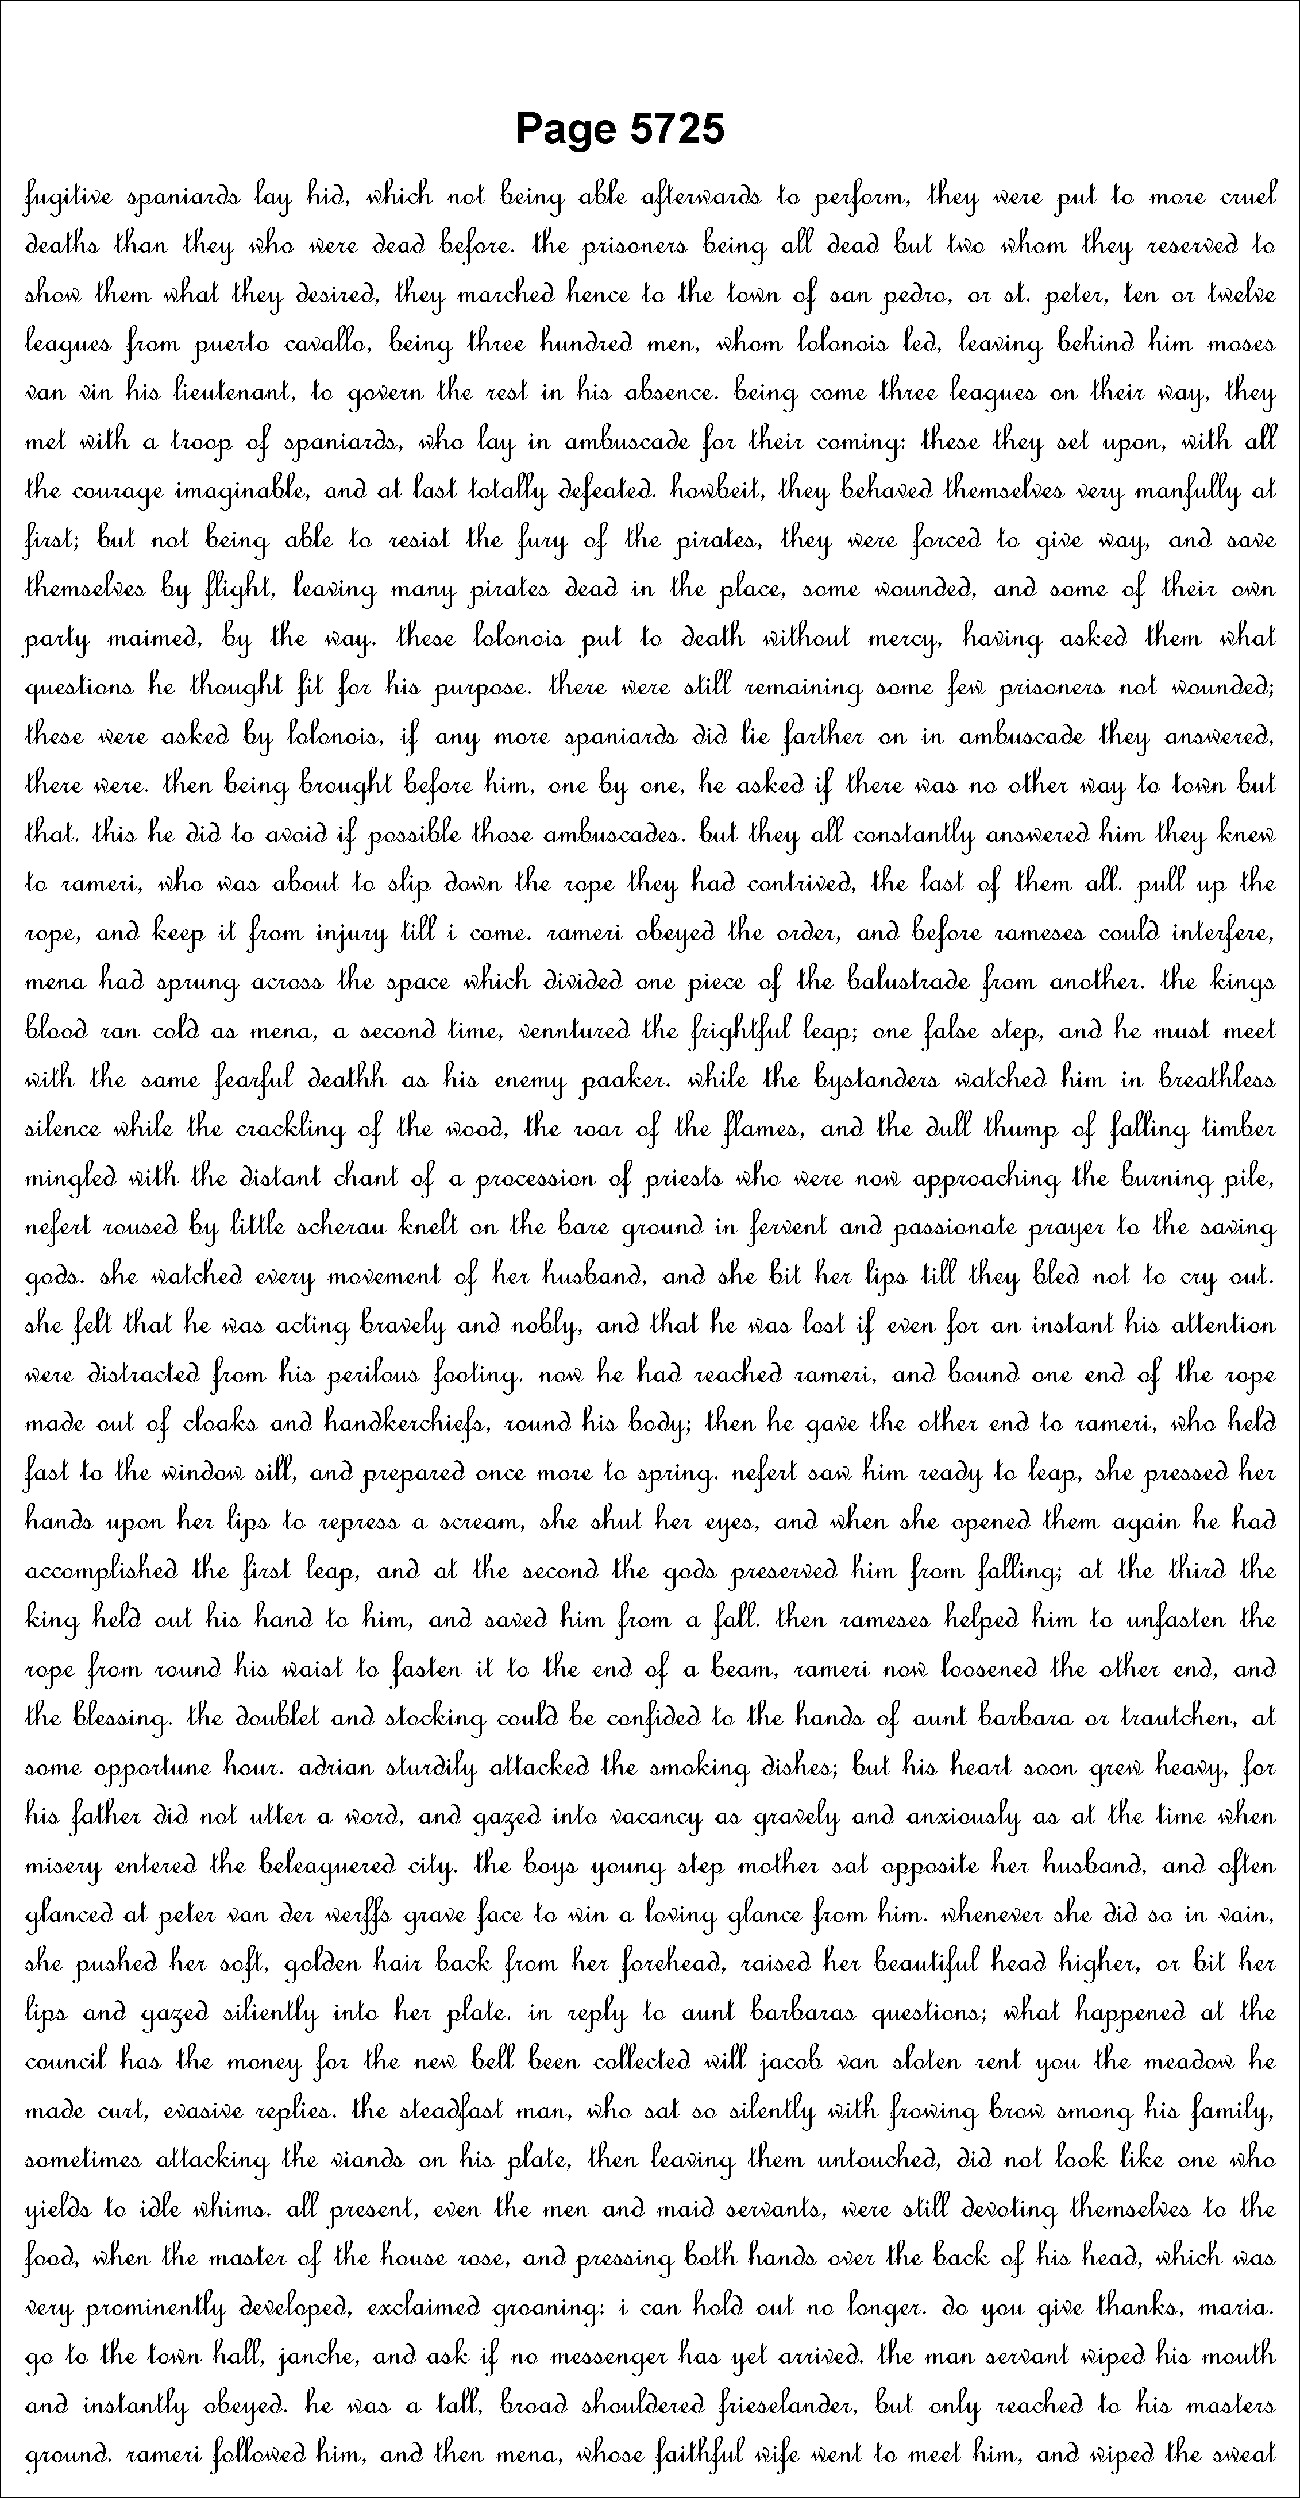 Page 5725
fugitive spaniards lay hid, which not being able afterwards to perform, they were put to more cruel
deaths than they who were dead before. the prisoners being all dead but two whom they reserved to
show them what they desired, they marched hence to the town of san pedro, or st. peter, ten or twelve
leagues from puerto cavallo, being three hundred men, whom lolonois led, leaving behind him moses
van vin his lieutenant, to govern the rest in his absence. being come three leagues on their way, they
met with a troop of spaniards, who lay in ambuscade for their coming: these they set upon, with all
the courage imaginable, and at last totally defeated. howbeit, they behaved themselves very manfully at
first; but not being able to resist the fury of the pirates, they were forced to give way, and save
themselves by flight, leaving many pirates dead in the place, some wounded, and some of their own
party maimed, by the way. these lolonois put to death without mercy, having asked them what
questions he thought fit for his purpose. there were still remaining some few prisoners not wounded;
these were asked by lolonois, if any more spaniards did lie farther on in ambuscade they answered,
there were. then being brought before him, one by one, he asked if there was no other way to town but
that. this he did to avoid if possible those ambuscades. but they all constantly answered him they knew
to rameri, who was about to slip down the rope they had contrived, the last of them all. pull up the
rope, and keep it from injury till i come. rameri obeyed the order, and before rameses could interfere,
mena had sprung across the space which divided one piece of the balustrade from another. the kings
blood ran cold as mena, a second time, venntured the frightful leap; one false step, and he must meet
with the same fearful deathh as his enemy paaker. while the bystanders watched him in breathless
silence while the crackling of the wood, the roar of the flames, and the dull thump of falling timber
mingled with the distant chant of a procession of priests who were now approaching the burning pile,
nefert roused by little scherau knelt on the bare ground in fervent and passionate prayer to the saving
gods. she watched every movement of her husband, and she bit her lips till they bled not to cry out.
she felt that he was acting bravely and nobly, and that he was lost if even for an instant his attention
were distracted from his perilous footing. now he had reached rameri, and bound one end of the rope
made out of cloaks and handkerchiefs, round his body; then he gave the other end to rameri, who held
fast to the window sill, and prepared once more to spring. nefert saw him ready to leap, she pressed her
hands upon her lips to repress a scream, she shut her eyes, and when she opened them again he had
accomplished the first leap, and at the second the gods preserved him from falling; at the third the
king held out his hand to him, and saved him from a fall. then rameses helped him to unfasten the
rope from round his waist to fasten it to the end of a beam, rameri now loosened the other end, and
the blessing. the doublet and stocking could be confided to the hands of aunt barbara or trautchen, at
some opportune hour. adrian sturdily attacked the smoking dishes; but his heart soon grew heavy, for
his father did not utter a word, and gazed into vacancy as gravely and anxiously as at the time when
misery entered the beleaguered city. the boys young step mother sat opposite her husband, and often
glanced at peter van der werffs grave face to win a loving glance from him. whenever she did so in vain,
she pushed her soft, golden hair back from her forehead, raised her beautiful head higher, or bit her
lips and gazed siliently into her plate. in reply to aunt barbaras questions; what happened at the
council has the money for the new bell been collected will jacob van sloten rent you the meadow he
made curt, evasive replies. the steadfast man, who sat so silently with frowing brow smong his family,
sometimes attacking the viands on his plate, then leaving them untouched, did not look like one who
yields to idle whims. all present, even the men and maid servants, were still devoting themselves to the
food, when the master of the house rose, and pressing both hands over the back of his head, which was
very prominently developed, exclaimed groaning: i can hold out no longer. do you give thanks, maria.
go to the town hall, janche, and ask if no messenger has yet arrived. the man servant wiped his mouth
and instantly obeyed. he was a tall, broad shouldered frieselander, but only reached to his masters
ground. rameri followed him, and then mena, whose faithful wife went to meet him, and wiped the sweat